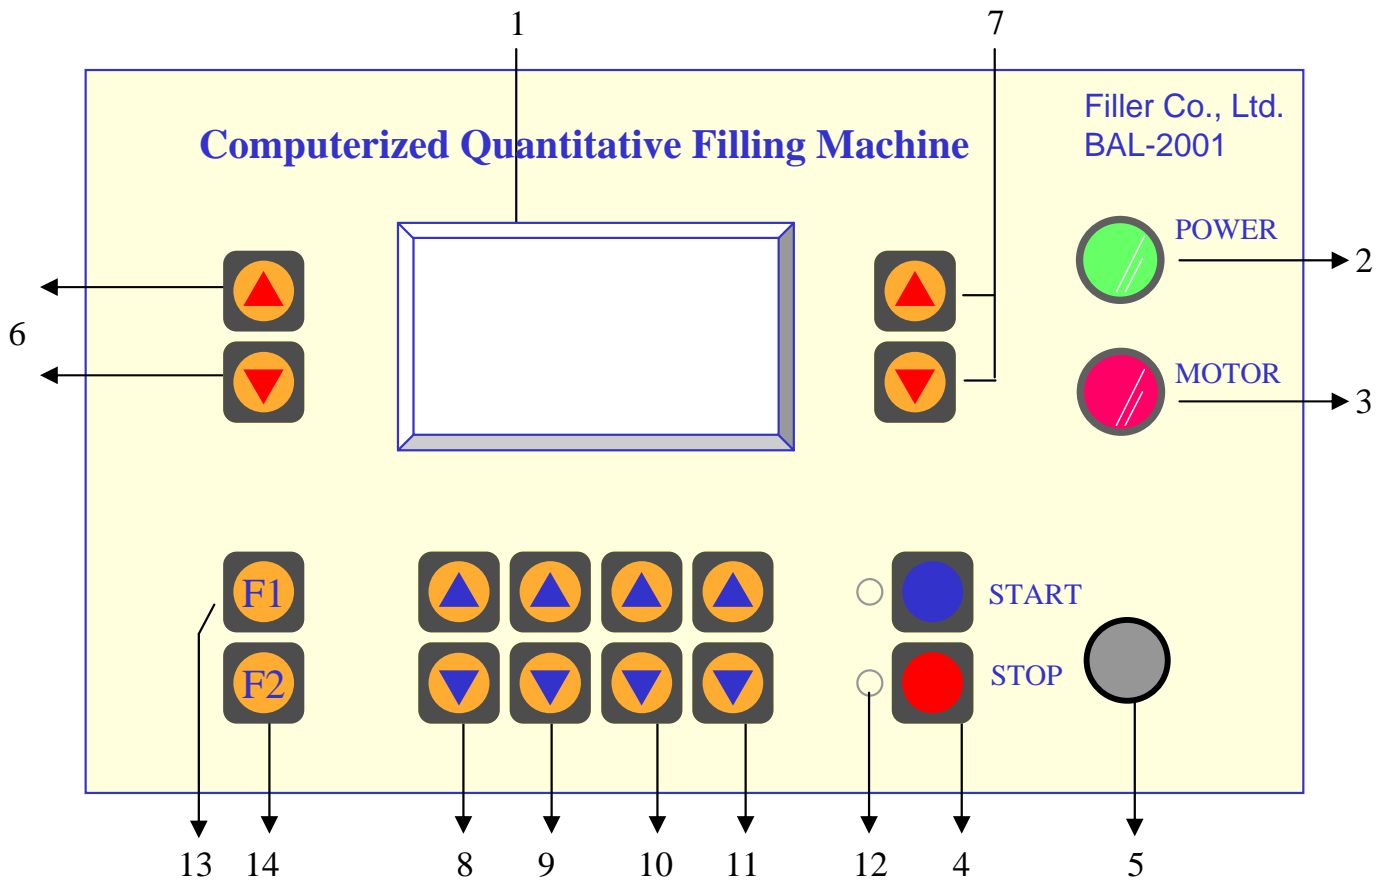 1
7
Filler Co., Ltd.
BAL-2001
Computerized Quantitative Filling Machine
POWER
2
6
MOTOR
3
F1
START
F2
STOP
13
14
8
9
10
11
12
4
5